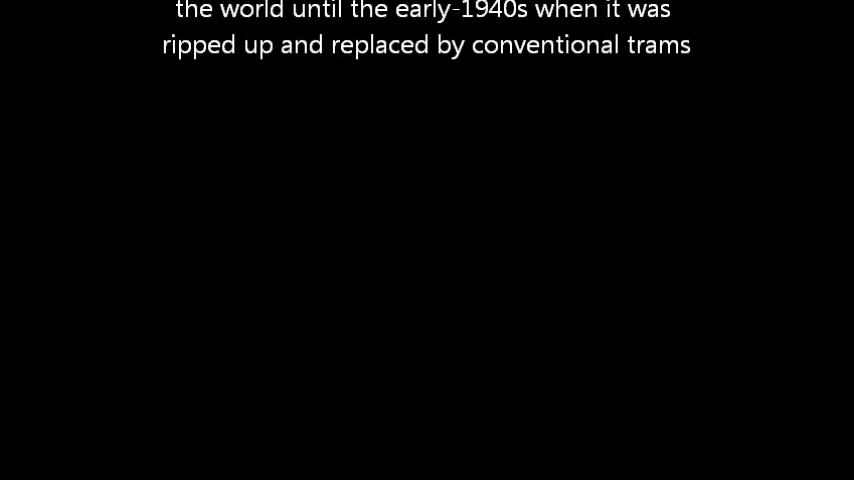 the world until the early-1940s when it was
ripped up and replaced by conventional trams